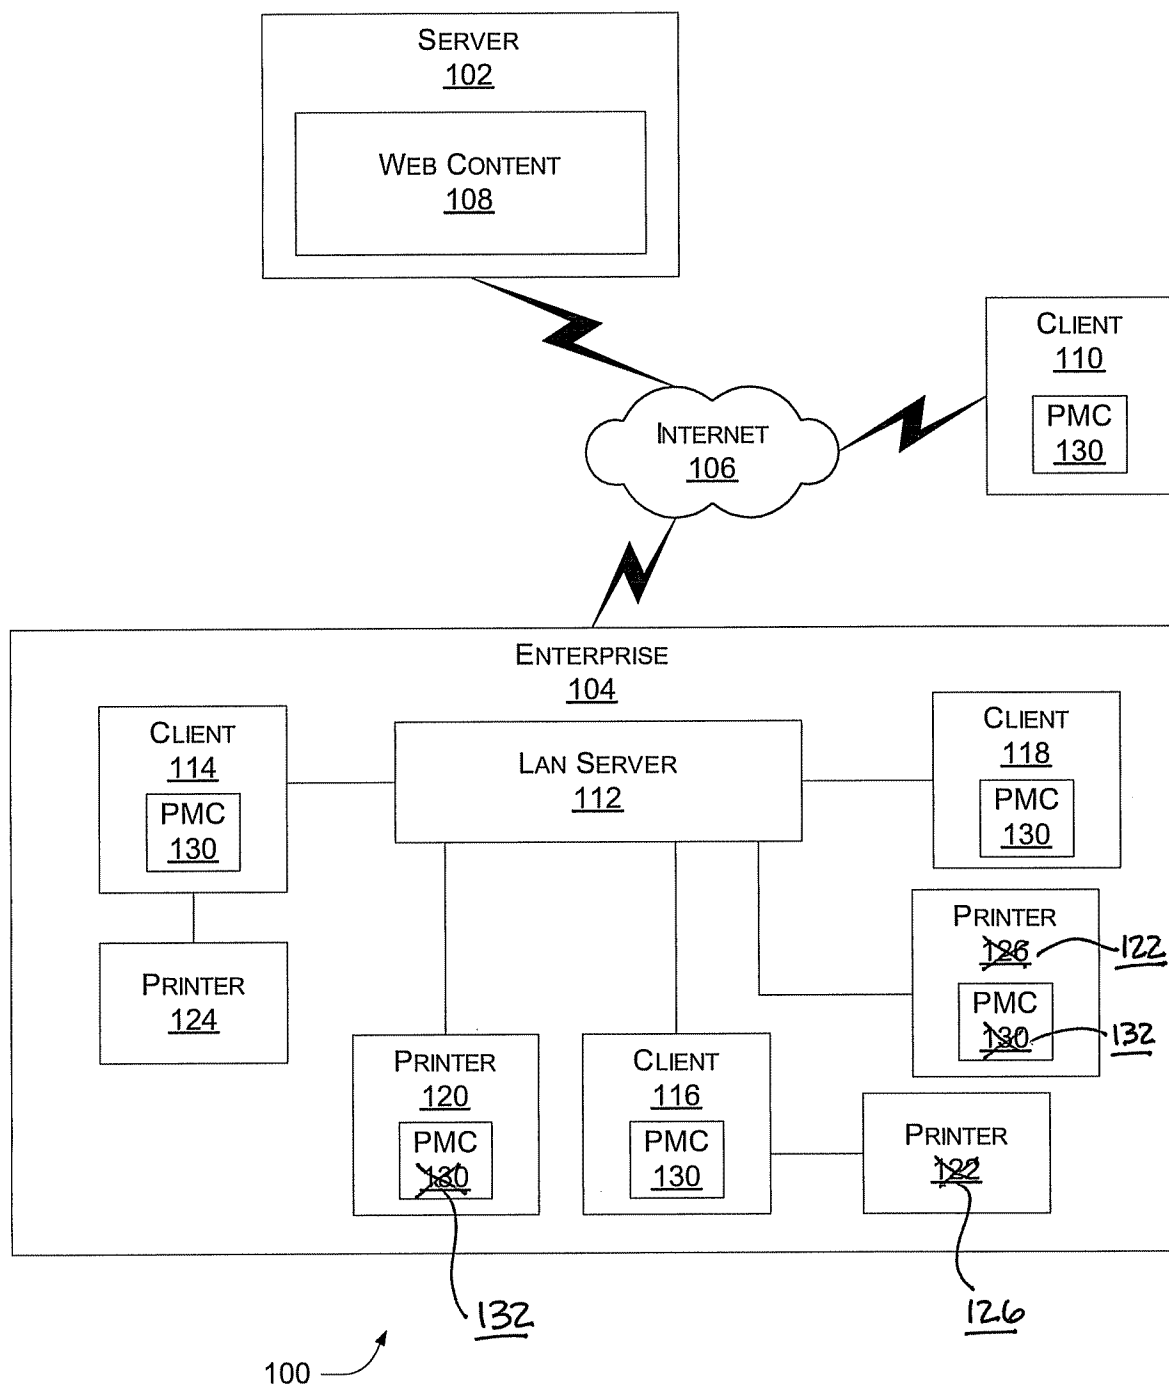 SERVER
102
WEB CONTENT
108
CLIENT
110
PMC
130
INTERNET
106
ENTERPRISE
104
CLIENT
114
PMC
130
LAN SERVER
112
CLIENT
118
PMC
130
PRINTER
124
PRINTER
126
122
PMC
130
132
PRINTER
120
PMC
130
CLIENT
116
PMC
130
PRINTER
122
132
126
100